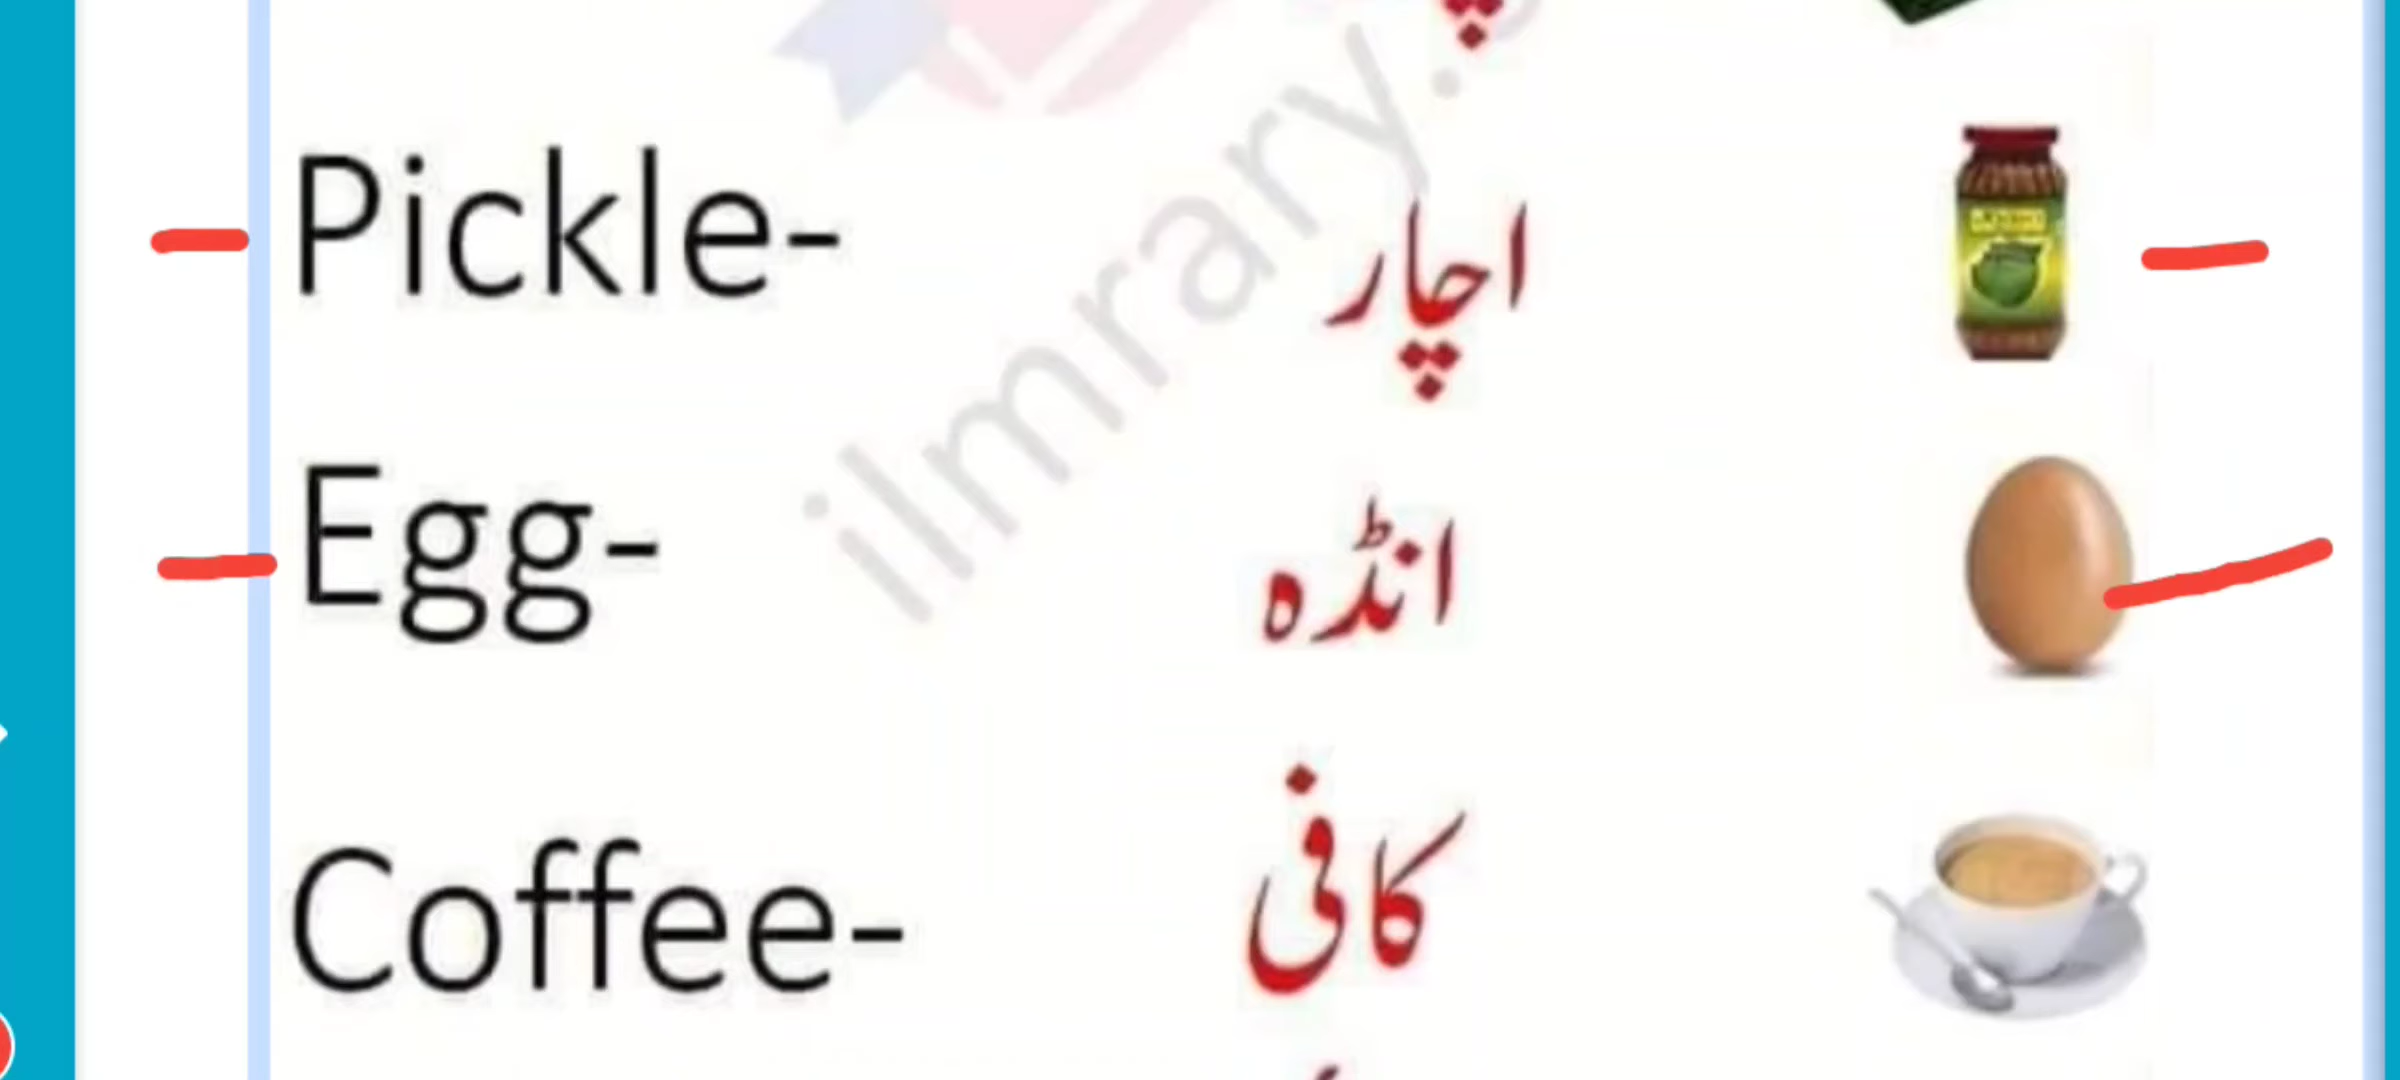 Pickle- اچار
Egg- انڈہ
Coffee- کافی
ilmrary.